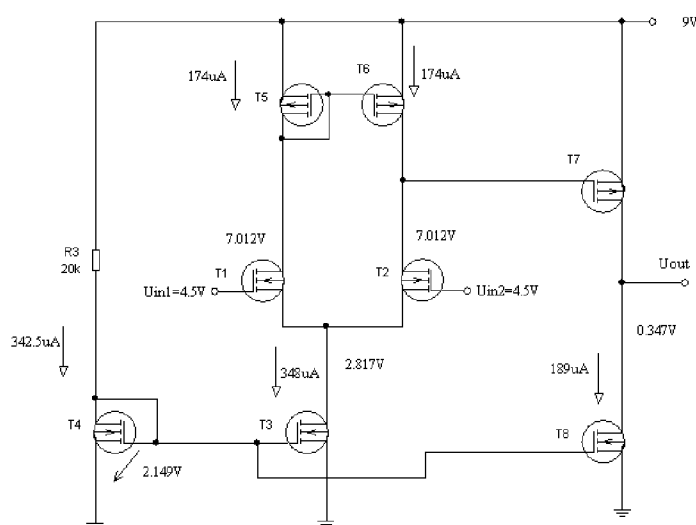 9V
174uA
T5
T6
174uA
T7
R3
20k
7.012V
7.012V
T1
T2
Uin1=4.5V
Uin2=4.5V
Uout
0.347V
342.5uA
348uA
2.817V
189uA
T4
T3
T8
2.149V